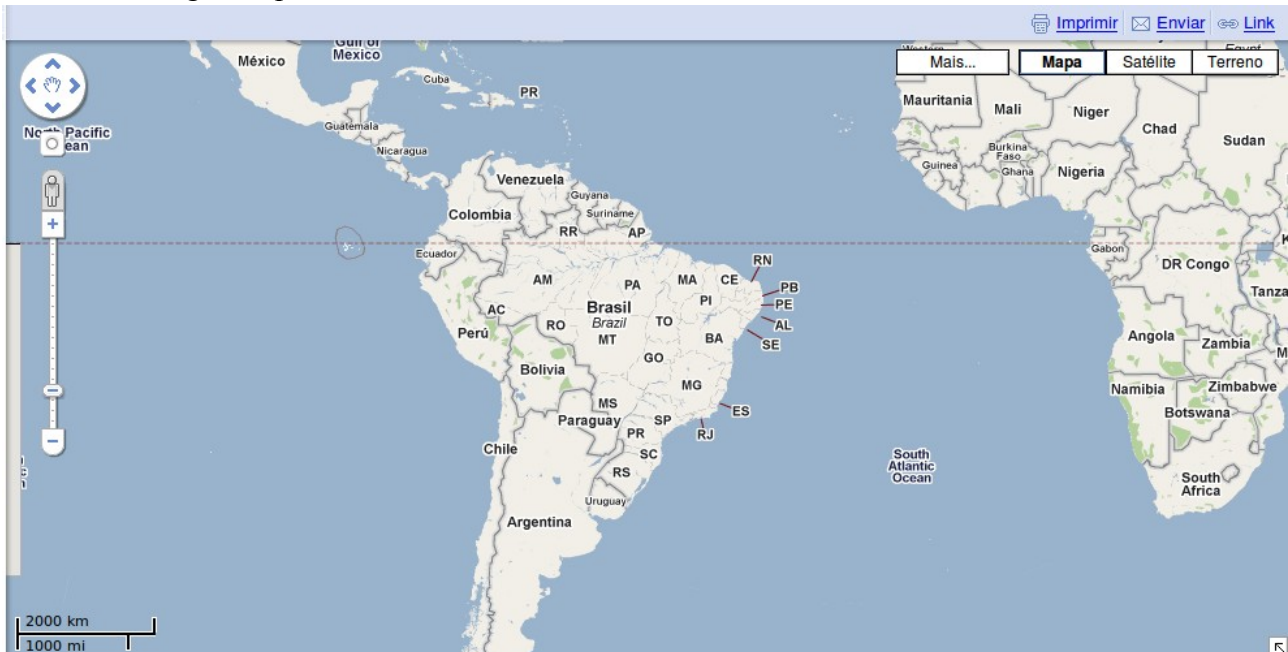 Imprimir Enviar Link
Mais... Mapa Satélite Terreno
Gulf of
Mexico
México
Cuba
PR
Guatemala
Nicaragua
North Pacific
Mauritania
Mali
Niger
Chad
Sudan
Burkina
Faso
Guinea
Ghana
Nigeria
Venezuela
Guyana
Suriname
Colombia
RR
AP
Ecuador
Gabon
DR Congo
AM
PA
MA
CE
RN
PB
PE
AL
SE
PI
AC
RO
Brasil
Brazil
MT
TO
BA
Perú
GO
Bolivia
MG
Angola
Zambia
MS
ES
Namibia
Zimbabwe
Botswana
Paraguay
SP
RJ
PR
Chile
SC
RS
South
Atlantic
Ocean
South
Africa
Uruguay
Argentina
2000 km
1000 mi